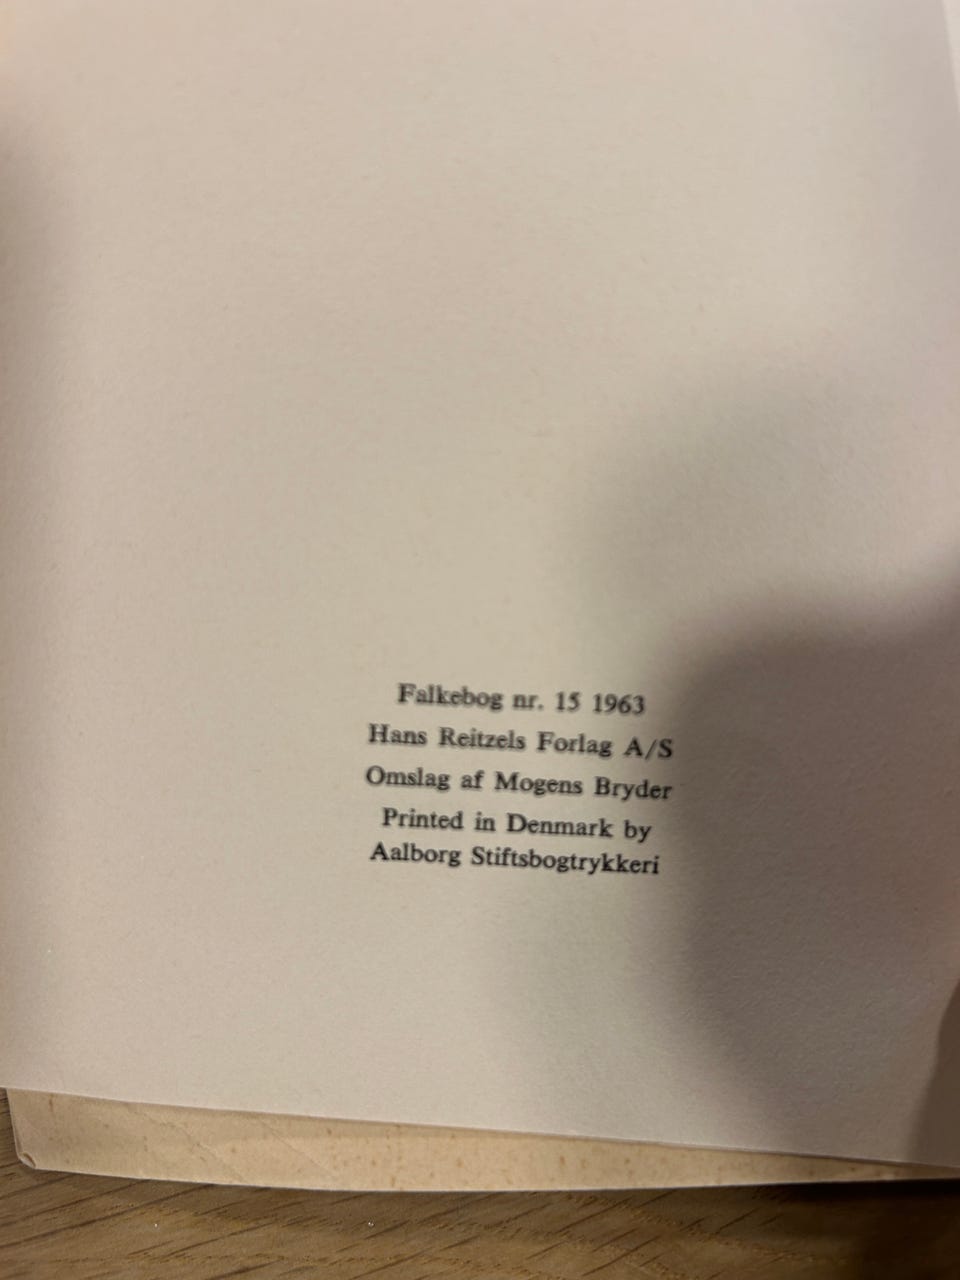 Falkebog nr. 15 1963
Hans Reitzels Forlag A/S
Omslag af Mogens Bryder
Printed in Denmark by
Aalborg Stiftsbogtrykkeri